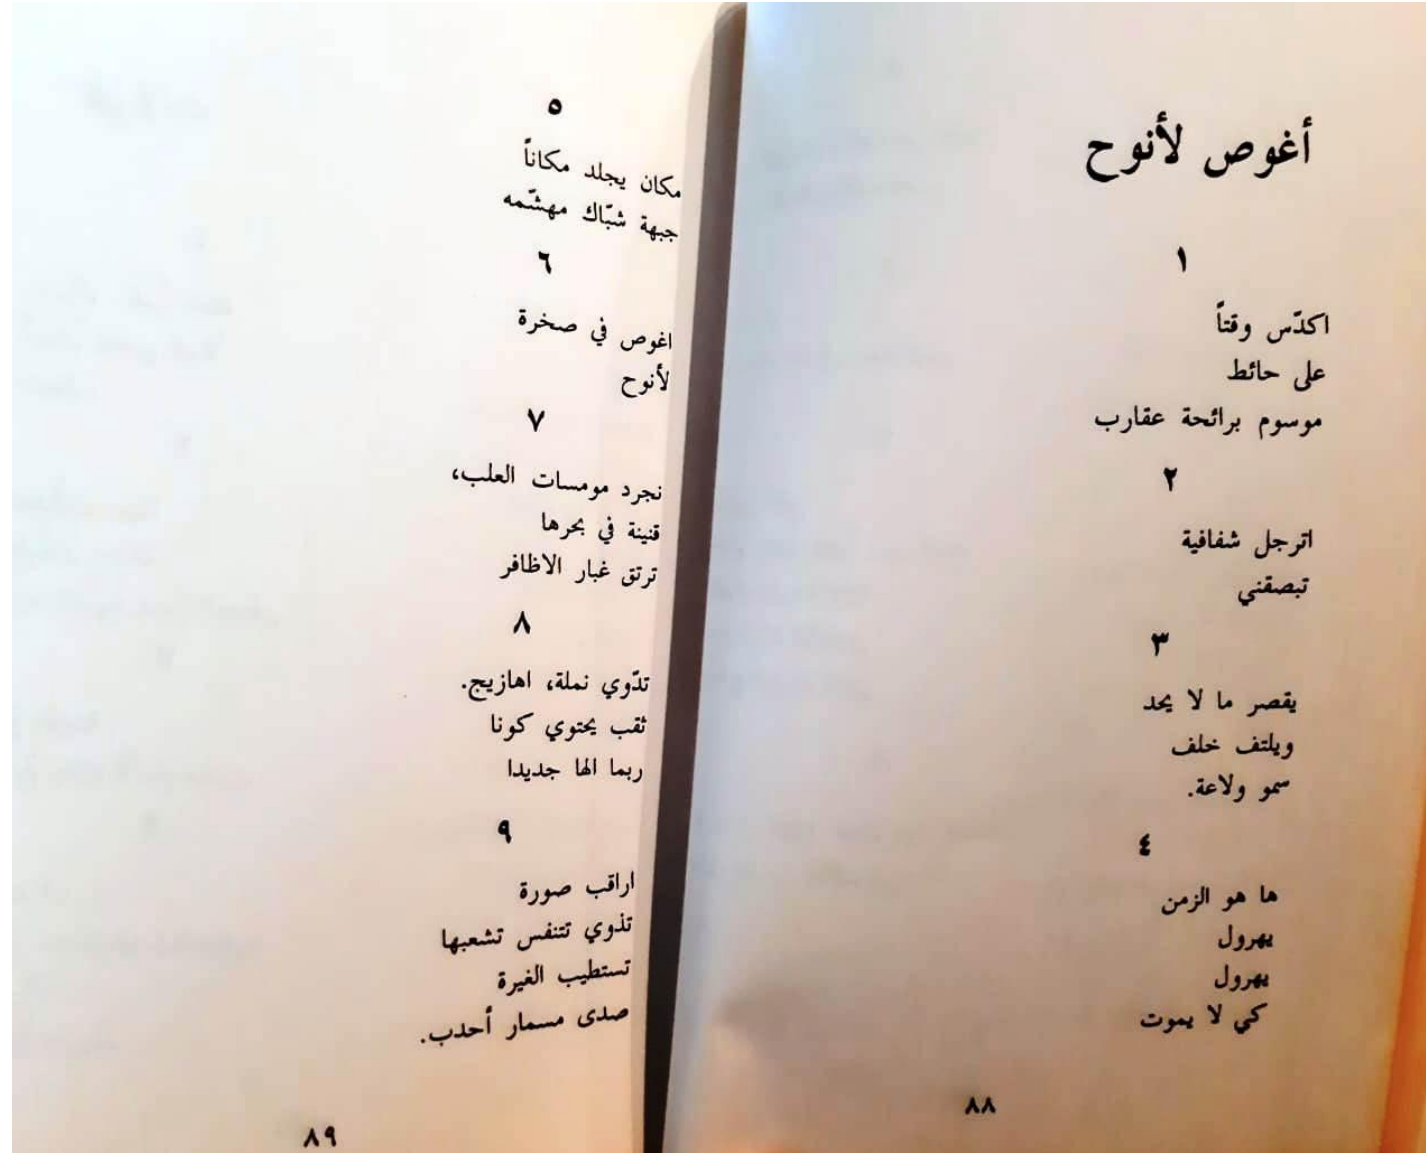 أغوص لأنوح
١
اكدّس وقتاً
على حائط
موسوم برائحة عقارب
٢
اترجل شفافية
تبصقني
٣
يقصر ما لا يحد
ويلتف خلف
سمو ولاعة.
٤
ها هو الزمن
يهرول
يهرول
كي لا يموت
٨٨
٥
مكان يجلد مكاناً
جبهة شبّاك مهشّمه
٦
اغوص في صخرة
لأنوح
٧
نجرد مومسات العلب،
قنينة في بحرها
ترتق غبار الاظافر
٨
تدّوي نملة، اهازيج.
ثقب يحتوي كونا
ربما الها جديدا
٩
اراقب صورة
تذوي تتنفس تشعبها
تستطيب الغيرة
صدى مسمار أحدب.
٨٩